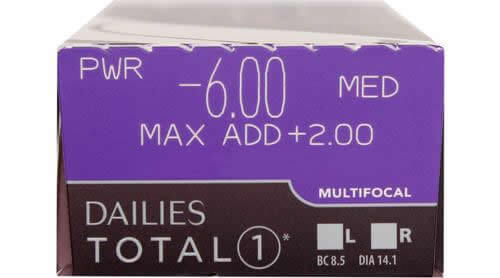 PWR -6.00 MED
MAX ADD +2.00
MULTIFOCAL
DAILIES
TOTAL 1*
L R
BC 8.5 DIA 14.1